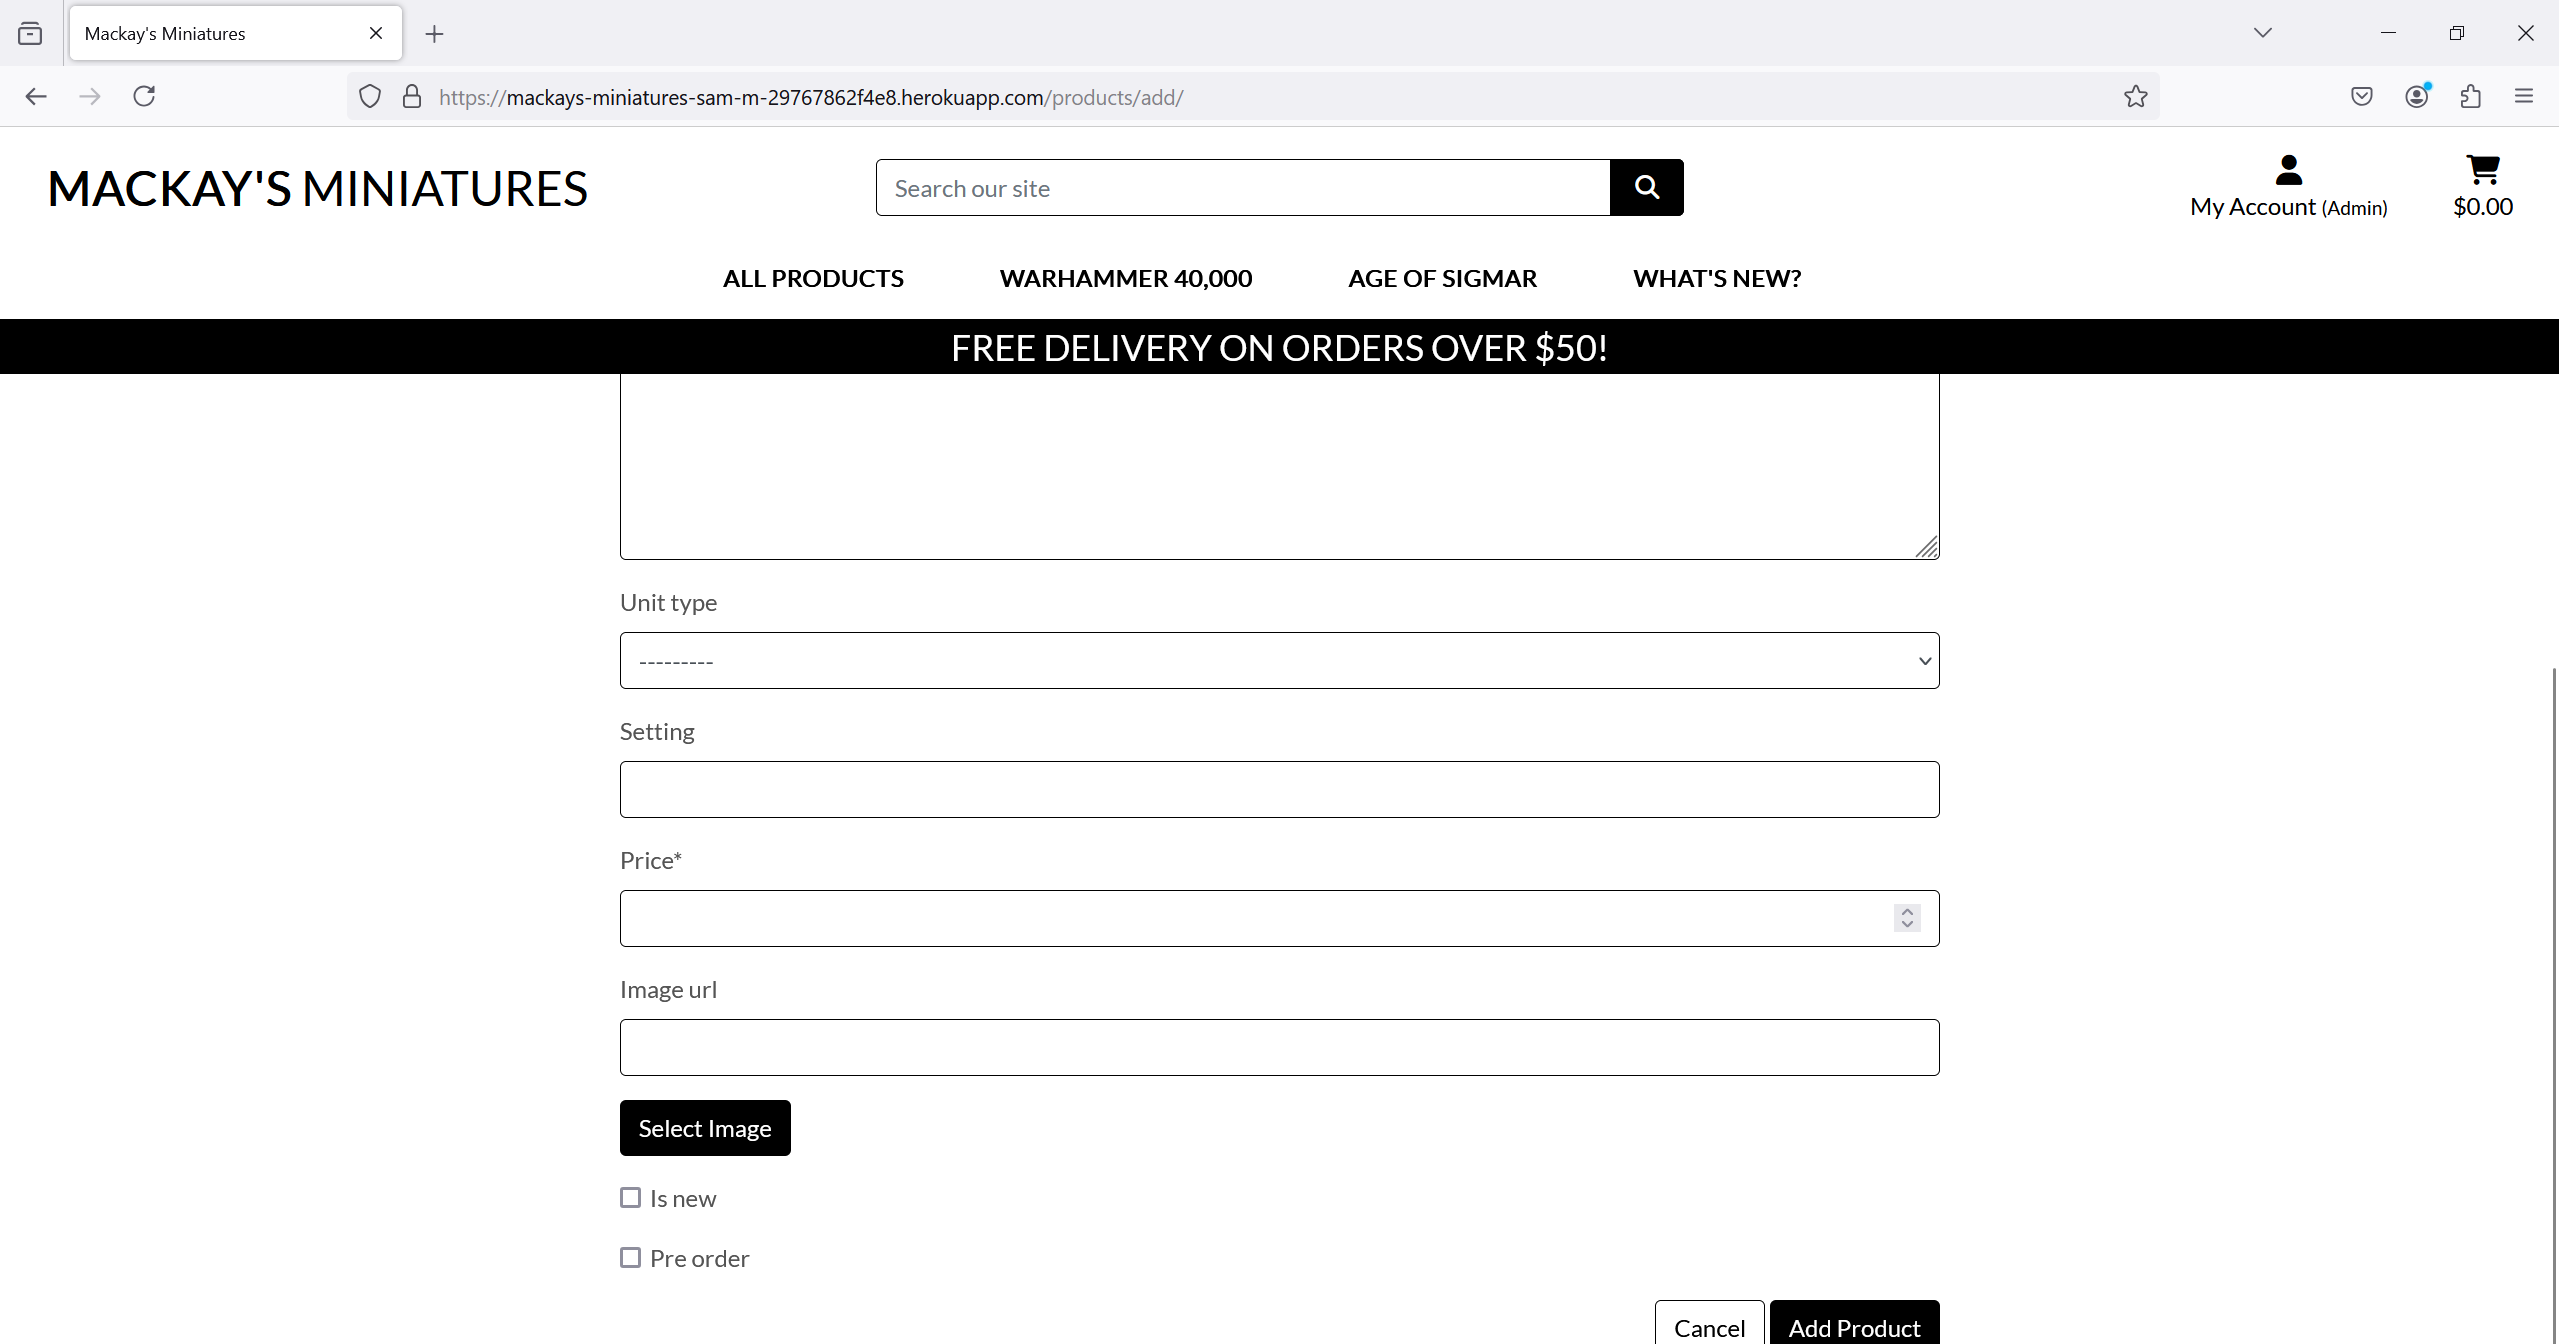 Mackay's Miniatures
https://mackays-miniatures-sam-m-29767862f4e8.herokuapp.com/products/add/
MACKAY'S MINIATURES
Search our site
My Account (Admin)
$0.00
ALL PRODUCTS
WARHAMMER 40,000
AGE OF SIGMAR
WHAT'S NEW?
FREE DELIVERY ON ORDERS OVER $50!
Unit type
---------
Setting
Price*
Image url
Select Image
Is new
Pre order
Cancel
Add Product